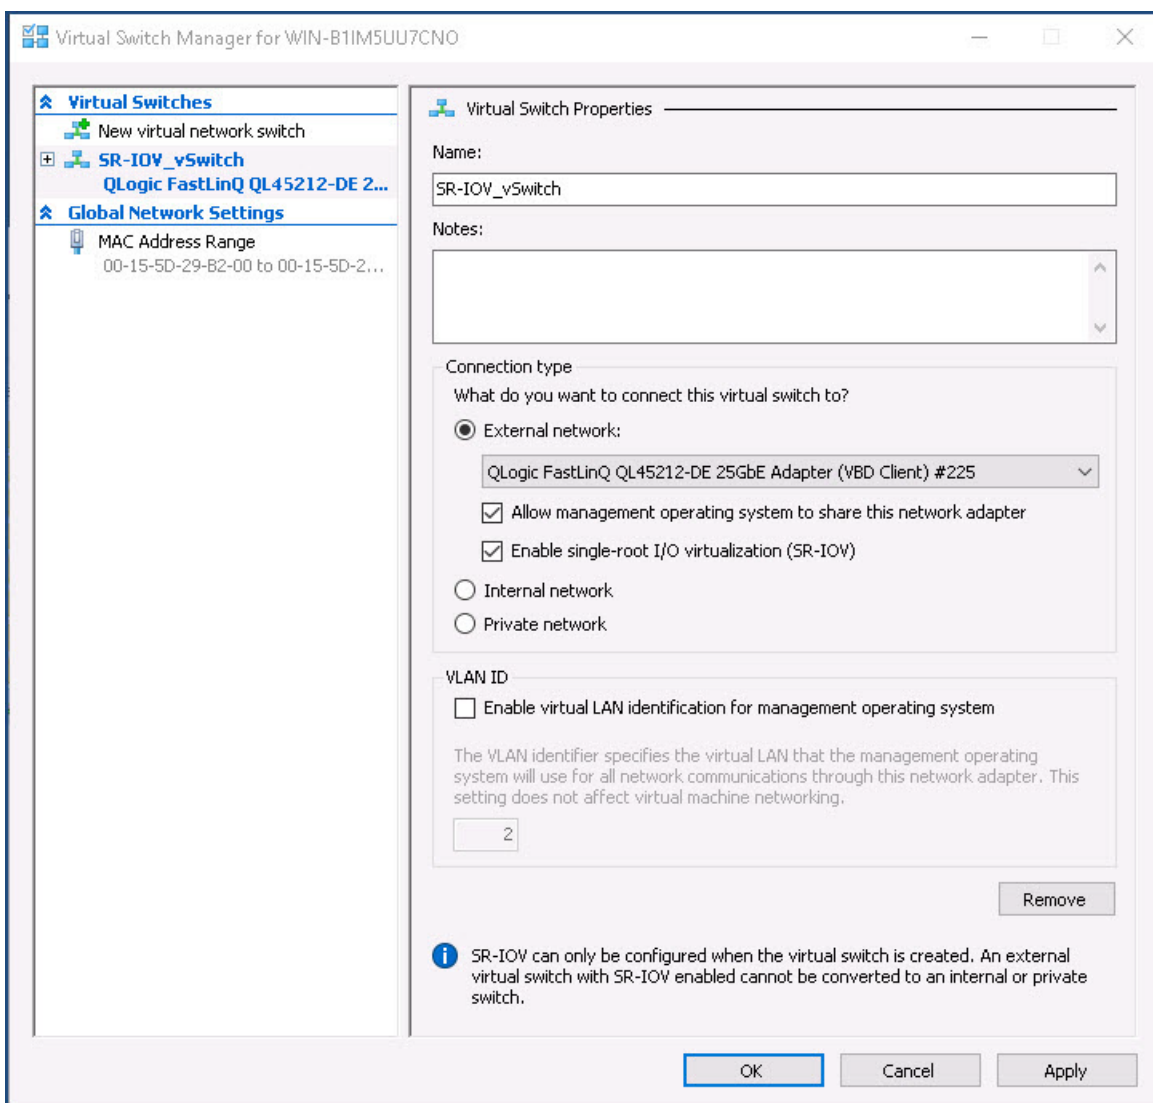 Virtual Switch Manager for WIN-B1IM5UU7CNO
Virtual Switches
New virtual network switch
SR-IOV_vSwitch
QLogic FastLinQ QL45212-DE 2...
Global Network Settings
MAC Address Range
00-15-5D-29-B2-00 to 00-15-5D-2...
Virtual Switch Properties
Name:
SR-IOV_vSwitch
Notes:
Connection type
What do you want to connect this virtual switch to?
External network:
QLogic FastLinQ QL45212-DE 25GbE Adapter (VBD Client) #225
Allow management operating system to share this network adapter
Enable single-root I/O virtualization (SR-IOV)
Internal network
Private network
VLAN ID
Enable virtual LAN identification for management operating system
The VLAN identifier specifies the virtual LAN that the management operating
system will use for all network communications through this network adapter. This
setting does not affect virtual machine networking.
2
Remove
SR-IOV can only be configured when the virtual switch is created. An external
virtual switch with SR-IOV enabled cannot be converted to an internal or private
switch.
OK
Cancel
Apply